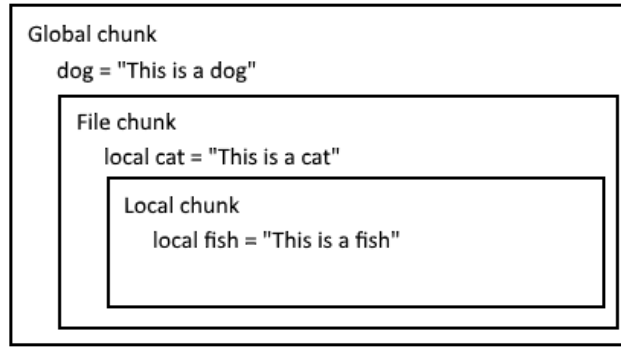 Global chunk
dog = "This is a dog"
File chunk
local cat = "This is a cat"
Local chunk
local fish = "This is a fish"